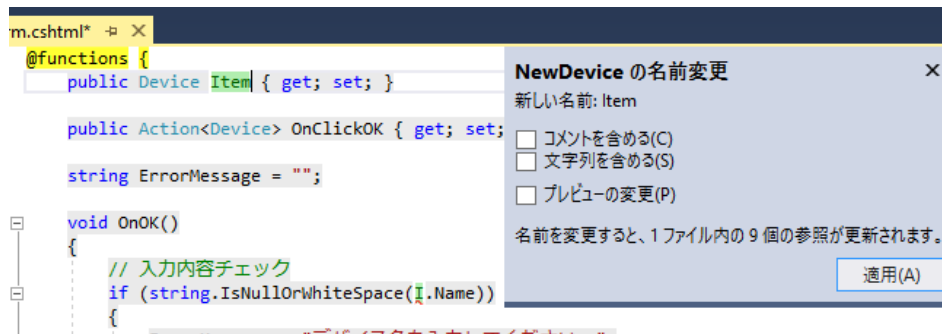 rm.cshtml*
@functions {
public Device Item { get; set; }
public Action<Device> OnClickOK { get; set;
string ErrorMessage = "";
void OnOK()
{
// 入力内容チェック
if (string.IsNullOrWhiteSpace(I.Name))
{
NewDevice の名前変更
新しい名前: Item
コメントを含める(C)
文字列を含める(S)
プレビューの変更(P)
名前を変更すると、1 ファイル内の 9 個の参照が更新されます。
適用(A)